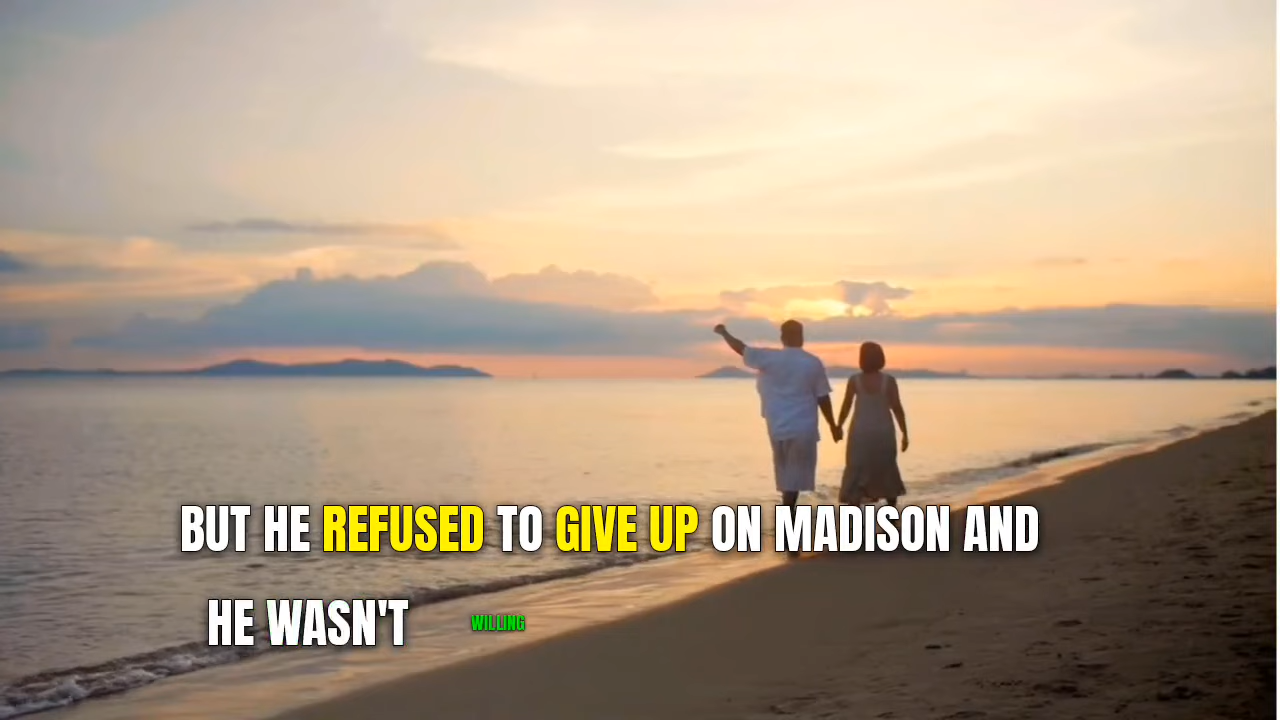 BUT HE REFUSED TO GIVE UP ON MADISON AND
HE WASN'T WILLING